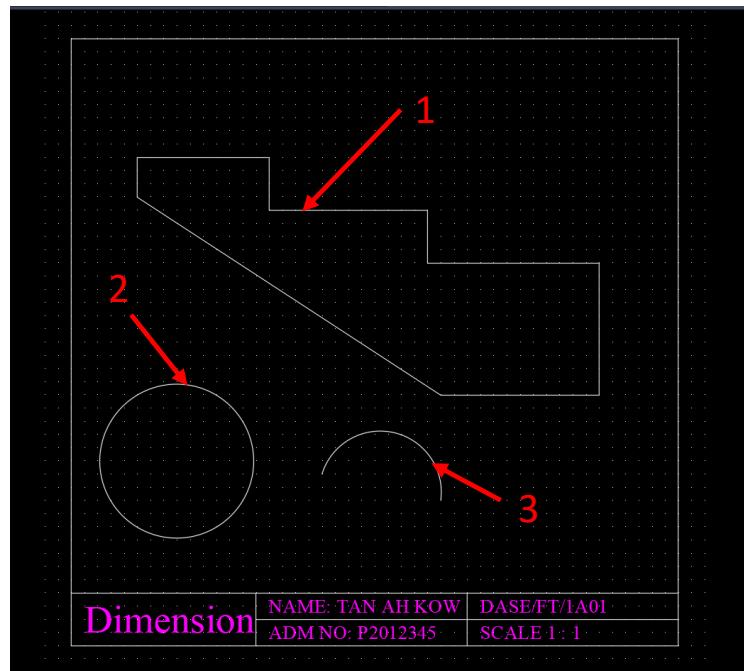 1
2
3
Dimension
NAME: TAN AH KOW
DASE/FT/1A01
ADM NO: P2012345
SCALE 1 : 1